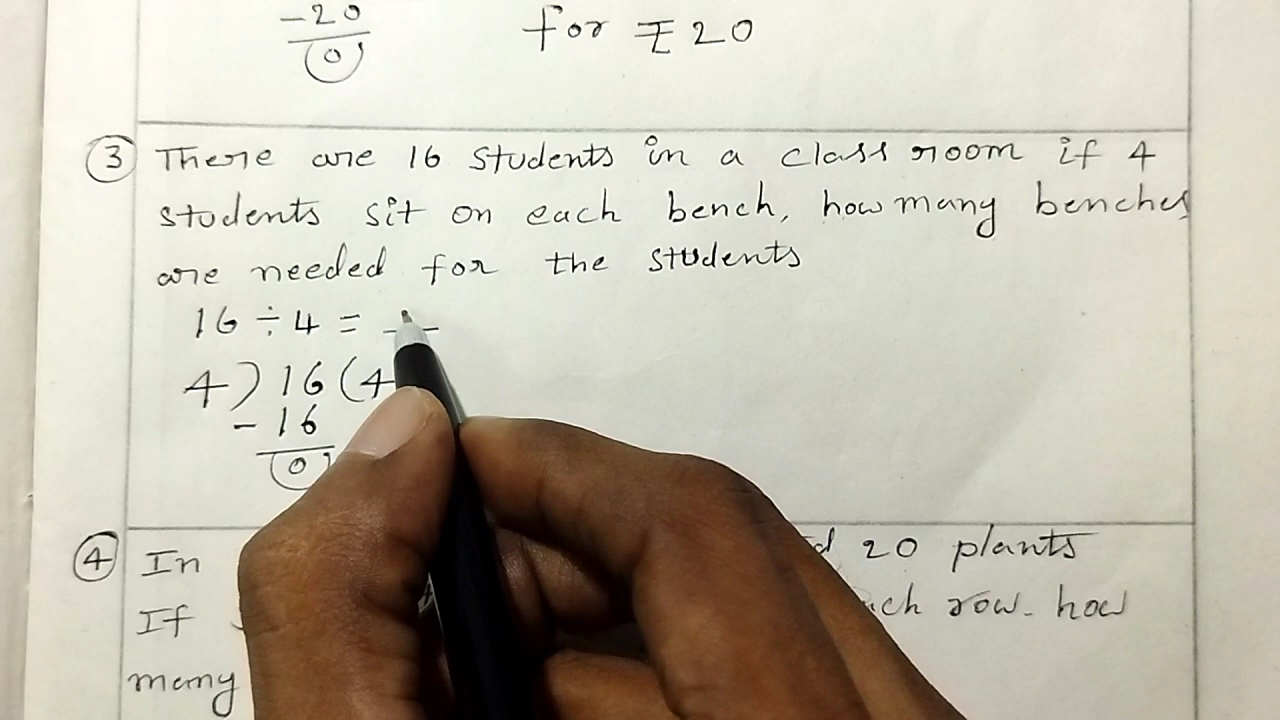 -20
0
for ₹ 20
3 There are 16 students in a class room if 4
students sit on each bench, how many benches
are needed for the students
16 ÷ 4 =
4 ) 16 ( 4
- 16
0
4 In 20 plants
If row. how
many